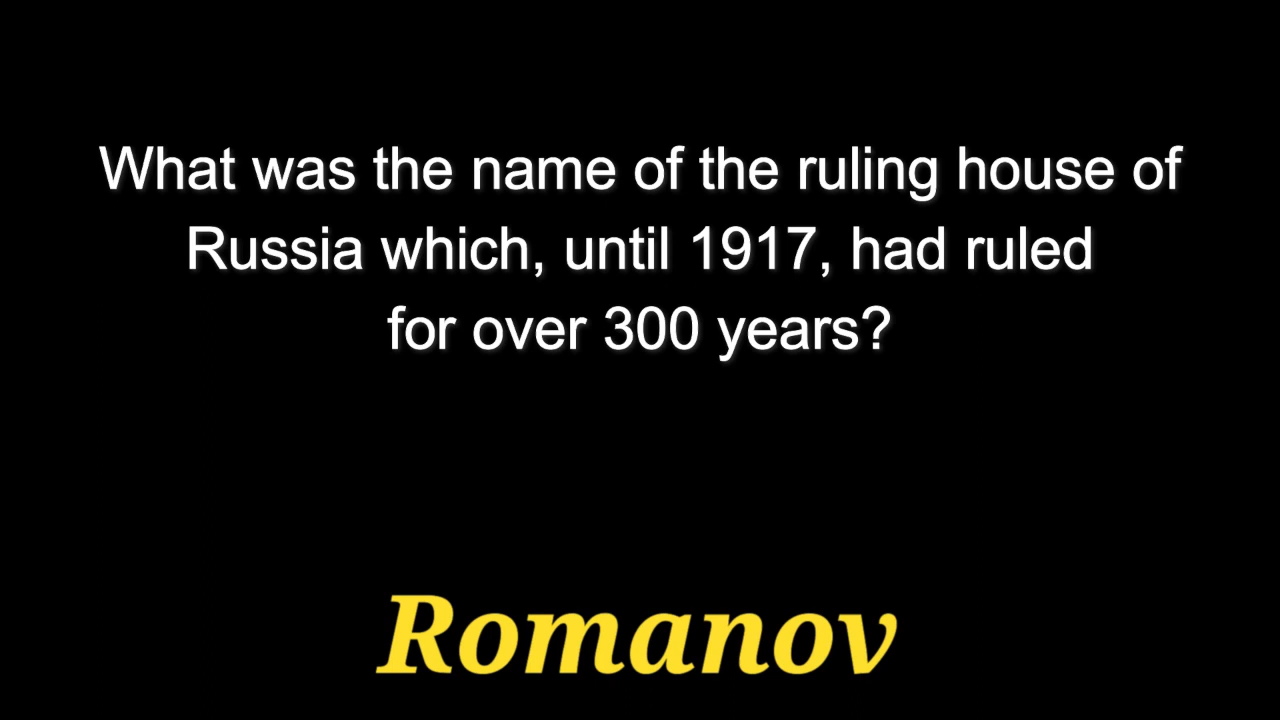 What was the name of the ruling house of
Russia which, until 1917, had ruled
for over 300 years?
Romanov